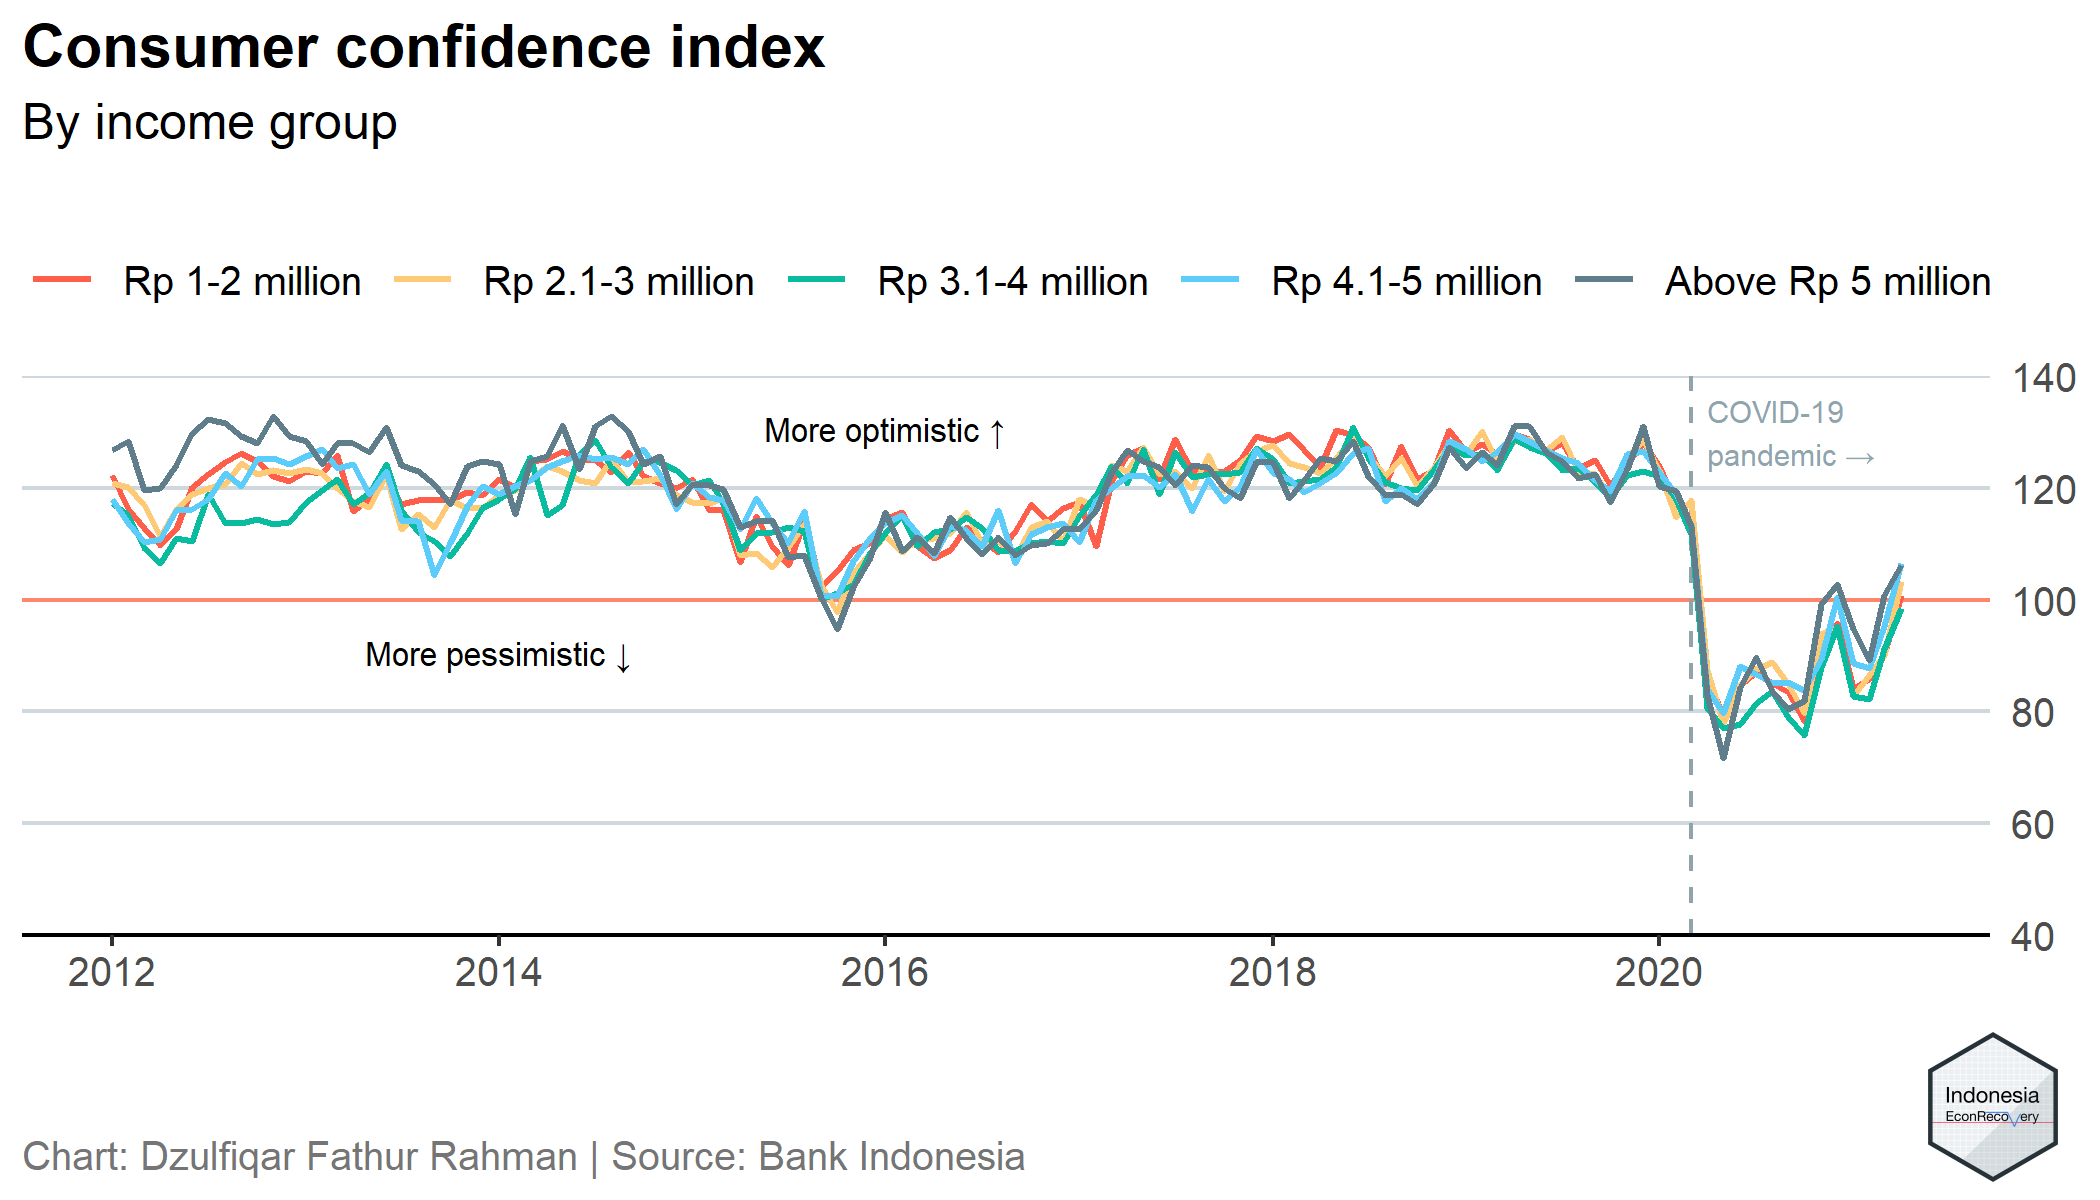 Consumer confidence index
By income group
Rp 1-2 million Rp 2.1-3 million Rp 3.1-4 million Rp 4.1-5 million Above Rp 5 million
140
COVID-19
pandemic →
More optimistic ↑
120
100
More pessimistic ↓
80
60
40
2012 2014 2016 2018 2020
Indonesia
EconRecovery
Chart: Dzulfiqar Fathur Rahman | Source: Bank Indonesia